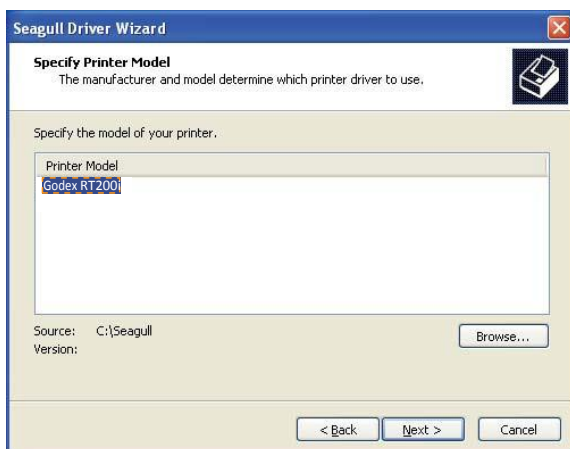 Seagull Driver Wizard
Specify Printer Model
The manufacturer and model determine which printer driver to use.
Specify the model of your printer.
Printer Model
Godex RT200i
Source: C:\Seagull
Version:
Browse...
< Back Next > Cancel